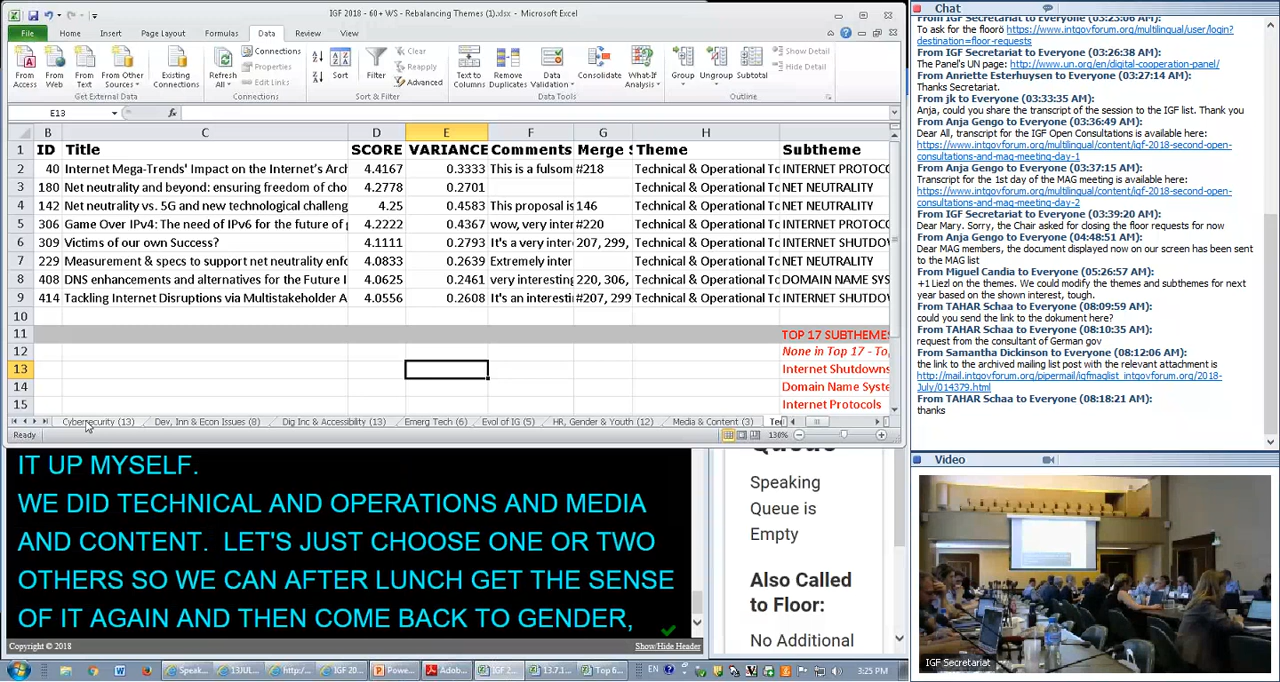 IGF 2018 - 60+ WS - Rebalancing Themes (1).xlsx - Microsoft Excel
File Home Insert Page Layout Formulas Data Review View
From Access
From Web
From Text
From Other Sources
Existing Connections
Refresh All
Connections
Properties
Edit Links
Sort
Filter
Clear
Reapply
Advanced
Text to Columns
Remove Duplicates
Data Validation
Consolidate
What-If Analysis
Group
Ungroup
Subtotal
Show Detail
Hide Detail
Get External Data Connections Sort & Filter Data Tools Outline
E13 fx
B C D E F G H
1 ID Title SCORE VARIANCE Comments Merge Theme Subtheme
2 40 Internet Mega-Trends' Impact on the Internet's Arch 4.4167 0.3333 This is a fulsom #218 Technical & Operational To INTERNET PROTOC
3 180 Net neutrality and beyond: ensuring freedom of cho 4.2778 0.2701 Technical & Operational To NET NEUTRALITY
4 142 Net neutrality vs. 5G and new technological challeng 4.25 0.4583 This proposal is 146 Technical & Operational To NET NEUTRALITY
5 306 Game Over IPv4: The need of IPv6 for the future of 4.2222 0.4367 wow, very inter #220 Technical & Operational To INTERNET PROTOC
6 309 Victims of our own Success? 4.1111 0.2793 It's a very inter 207, 299, Technical & Operational To INTERNET SHUTDOW
7 229 Measurement & specs to support net neutrality enfo 4.0833 0.2639 Extremely inter Technical & Operational To NET NEUTRALITY
8 408 DNS enhancements and alternatives for the Future I 4.0625 0.2461 very interesting 220, 306, Technical & Operational To DOMAIN NAME SYS
9 414 Tackling Internet Disruptions via Multistakeholder A 4.0556 0.2608 It's an interesti #207, 299 Technical & Operational To INTERNET SHUTDOW
10
11 TOP 17 SUBTHEMES
12 None in Top 17 - To
13 Internet Shutdowns
14 Domain Name Syste
15 Internet Protocols
Cybersecurity (13) Dev, Inn & Econ Issues (8) Dig Inc & Accessibility (13) Emerg Tech (6) Evol of IG (5) HR, Gender & Youth (12) Media & Content (3) Tec
Ready 130%
IT UP MYSELF.
WE DID TECHNICAL AND OPERATIONS AND MEDIA
AND CONTENT. LET'S JUST CHOOSE ONE OR TWO
OTHERS SO WE CAN AFTER LUNCH GET THE SENSE
OF IT AGAIN AND THEN COME BACK TO GENDER,
Copyright © 2018 Show/Hide Header
Queue
Speaking
Queue is
Empty
Also Called
to Floor:
No Additional
Chat
From IGF Secretariat to Everyone (03:23:06 AM):
To ask for the floorö https://www.intgovforum.org/multilingual/user/login?
destination=floor-requests
From IGF Secretariat to Everyone (03:26:38 AM):
The Panel's UN page: http://www.un.org/en/digital-cooperation-panel/
From Anriette Esterhuysen to Everyone (03:27:14 AM):
Thanks Secretariat.
From jk to Everyone (03:33:35 AM):
Anja, could you share the transcript of the session to the IGF list. Thank you
From Anja Gengo to Everyone (03:36:49 AM):
Dear All, transcript for the IGF Open Consultations is available here:
https://www.intgovforum.org/multilingual/content/igf-2018-second-open-
consultations-and-mag-meeting-day-1
From Anja Gengo to Everyone (03:37:15 AM):
Transcript for the 1st day of the MAG meeting is available here:
https://www.intgovforum.org/multilingual/content/igf-2018-second-open-
consultations-and-mag-meeting-day-2
From IGF Secretariat to Everyone (03:39:20 AM):
Dear Mary. Sorry, the Chair asked for closing the floor requests for now
From Anja Gengo to Everyone (04:48:51 AM):
Dear MAG members, the document displayed now on our screen has been sent
to the MAG list
From Miguel Candia to Everyone (05:26:57 AM):
+1 Liezl on the themes. We could modify the themes and subthemes for next
year based on the shown interest, tough.
From TAHAR Schaa to Everyone (08:09:59 AM):
could you send the link to the dokument here?
From TAHAR Schaa to Everyone (08:10:35 AM):
request from the consultant of German gov
From Samantha Dickinson to Everyone (08:12:06 AM):
the link to the archived mailing list post with the relevant attachment is
http://mail.intgovforum.org/pipermail/igfmaglist_intgovforum.org/2018-
July/014379.html
From TAHAR Schaa to Everyone (08:18:21 AM):
thanks
Video
IGF Secretariat
Speak... 13JUL... http:/... IGF 20... Powe... Adob... IGF 2... 13.7.1... Top 6... EN 3:25 PM